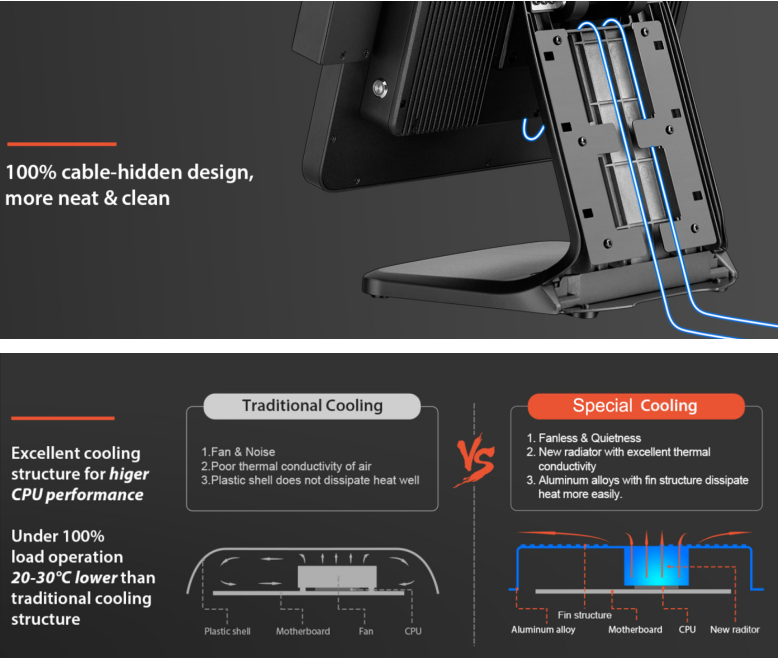 100% cable-hidden design,
more neat & clean
Excellent cooling
structure for higer
CPU performance
Under 100%
load operation
20-30°C lower than
traditional cooling
structure
Traditional Cooling
1.Fan & Noise
2.Poor thermal conductivity of air
3.Plastic shell does not dissipate heat well
Plastic shell
Motherboard
Fan
CPU
VS
Special Cooling
1. Fanless & Quietness
2. New radiator with excellent thermal
conductivity
3. Aluminum alloys with fin structure dissipate
heat more easily.
Fin structure
Aluminum alloy
Motherboard
CPU
New raditor